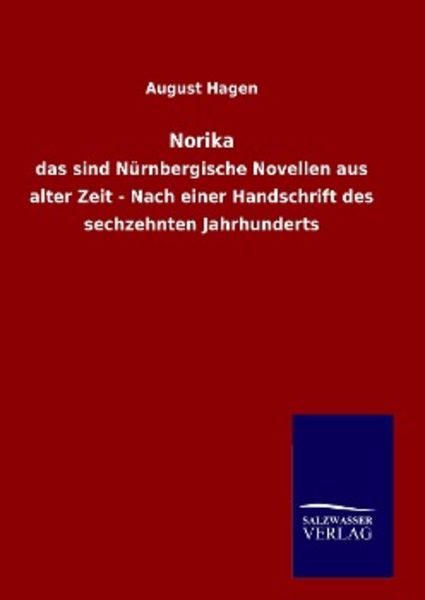 August Hagen
Norika
das sind Nürnbergische Novellen aus
alter Zeit - Nach einer Handschrift des
sechzehnten Jahrhunderts
SALZWASSER
VERLAG